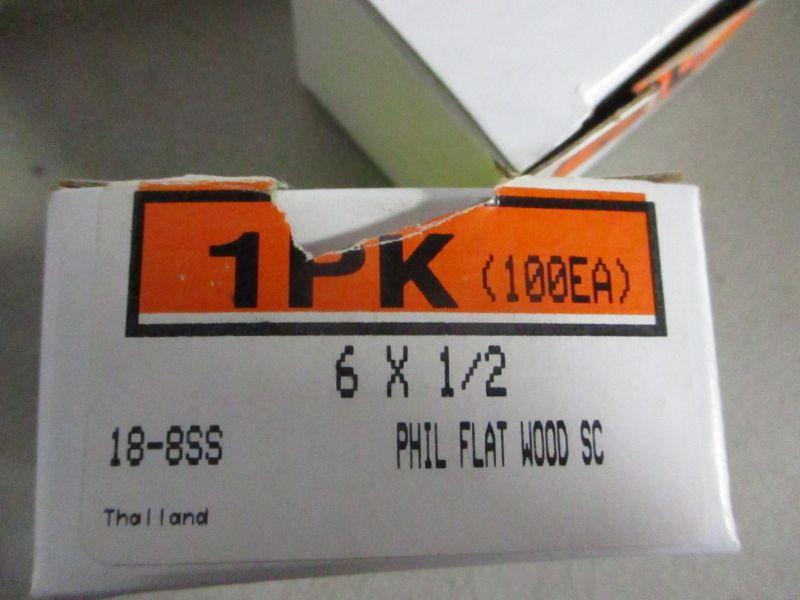 1PK (100EA)
6 X 1/2
18-8SS PHIL FLAT WOOD SC
Thailand